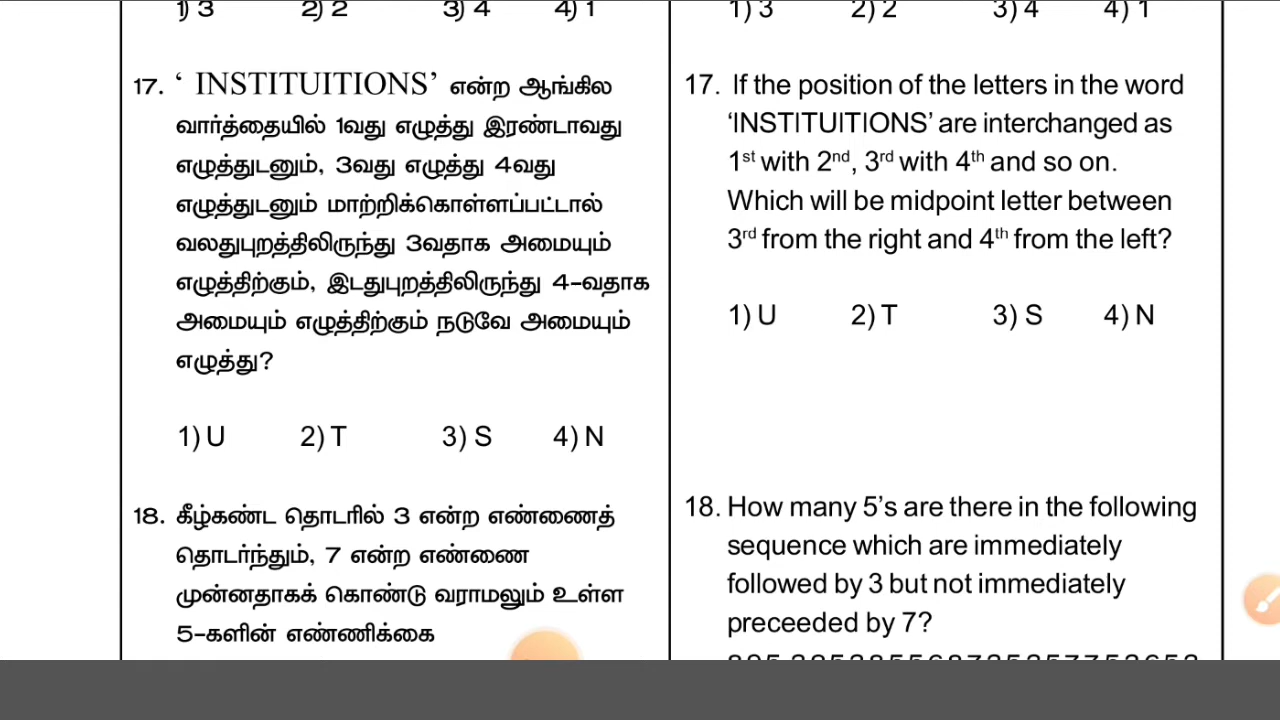 1) 3 2) 2 3) 4 4) 1
17. ‘ INSTITUITIONS’ என்ற ஆங்கில
வார்த்தையில் 1வது எழுத்து இரண்டாவது
எழுத்துடனும், 3வது எழுத்து 4வது
எழுத்துடனும் மாற்றிக்கொள்ளப்பட்டால்
வலதுபுறத்திலிருந்து 3வதாக அமையும்
எழுத்திற்கும், இடதுபுறத்திலிருந்து 4-வதாக
அமையும் எழுத்திற்கும் நடுவே அமையும்
எழுத்து?
1) U 2) T 3) S 4) N
18. கீழ்கண்ட தொடரில் 3 என்ற எண்ணைத்
தொடர்ந்தும், 7 என்ற எண்ணை
முன்னதாகக் கொண்டு வராமலும் உள்ள
5-களின் எண்ணிக்கை
1) 3 2) 2 3) 4 4) 1
17. If the position of the letters in the word
‘INSTITUITIONS’ are interchanged as
1st with 2nd, 3rd with 4th and so on.
Which will be midpoint letter between
3rd from the right and 4th from the left?
1) U 2) T 3) S 4) N
18. How many 5’s are there in the following
sequence which are immediately
followed by 3 but not immediately
preceeded by 7?